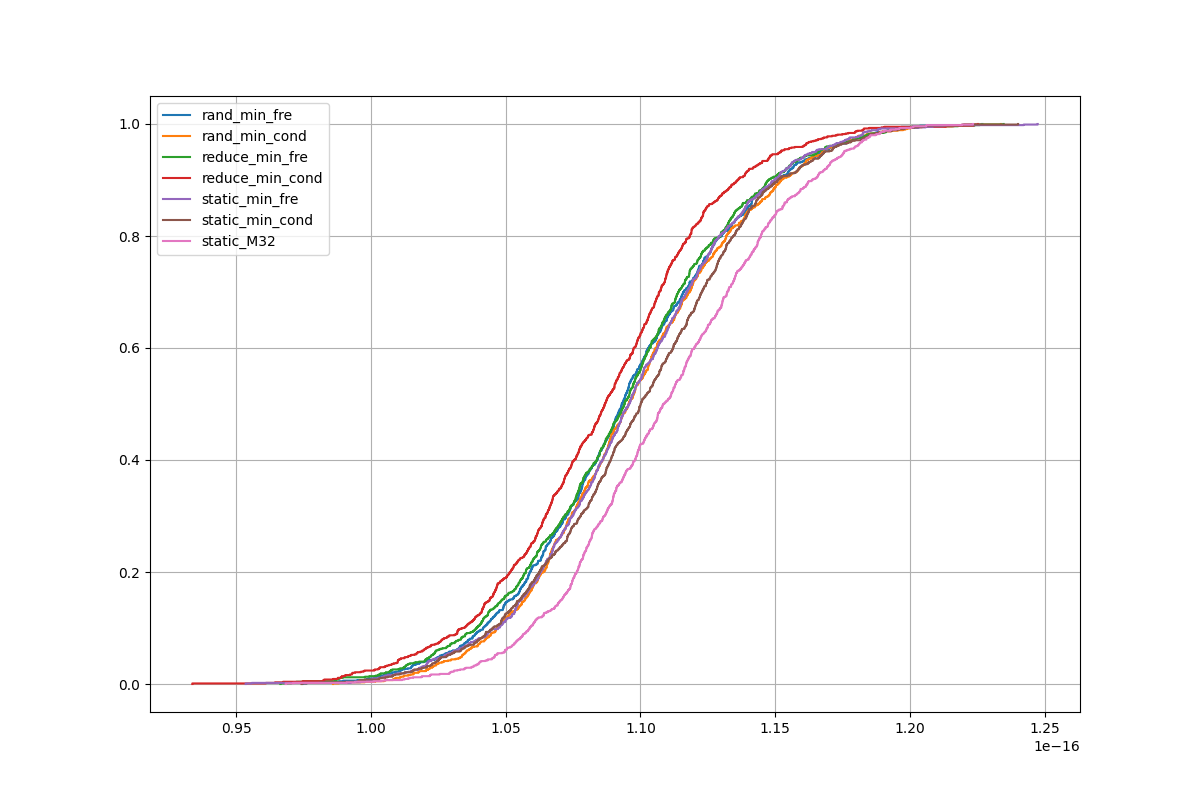 rand_min_fre
rand_min_cond
reduce_min_fre
reduce_min_cond
static_min_fre
static_min_cond
static_M32
1.0
0.8
0.6
0.4
0.2
0.0
0.95 1.00 1.05 1.10 1.15 1.20 1.25
1e−16